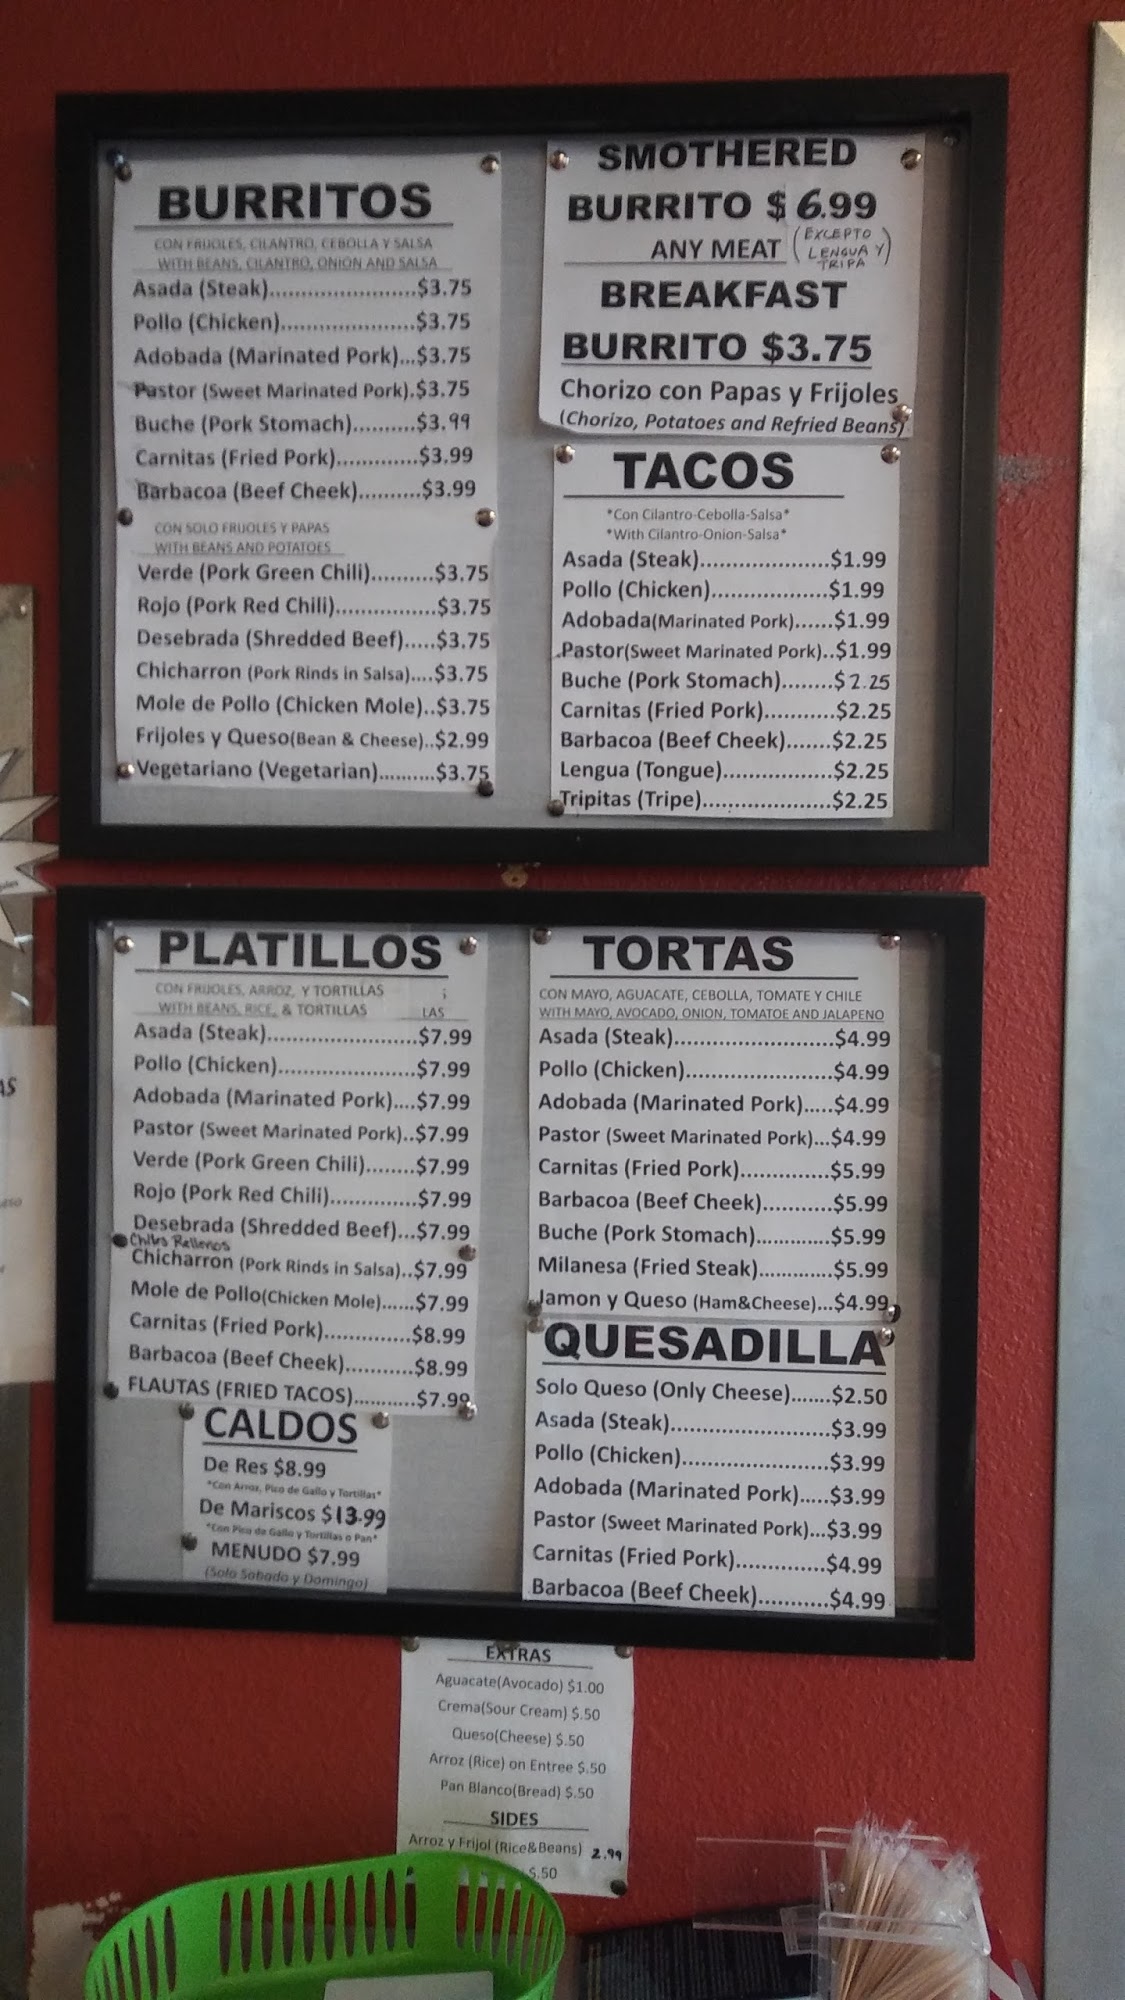 BURRITOS
CON FRIJOLES, CILANTRO, CEBOLLA Y SALSA
WITH BEANS, CILANTRO, ONION AND SALSA
Asada (Steak)......................$3.75
Pollo (Chicken)....................$3.75
Adobada (Marinated Pork)...$3.75
Pastor (Sweet Marinated Pork).$3.75
Buche (Pork Stomach)..........$3.99
Carnitas (Fried Pork).............$3.99
Barbacoa (Beef Cheek)..........$3.99
CON SOLO FRIJOLES Y PAPAS
WITH BEANS AND POTATOES
Verde (Pork Green Chili)..........$3.75
Rojo (Pork Red Chili)................$3.75
Desebrada (Shredded Beef).....$3.75
Chicharron (Pork Rinds in Salsa)....$3.75
Mole de Pollo (Chicken Mole)..$3.75
Frijoles y Queso(Bean & Cheese)..$2.99
Vegetariano (Vegetarian)..........$3.75
SMOTHERED
BURRITO $6.99
ANY MEAT (EXCEPTO
LENGUA Y)
TRIPA
BREAKFAST
BURRITO $3.75
Chorizo con Papas y Frijoles
(Chorizo, Potatoes and Refried Beans)
TACOS
*Con Cilantro-Cebolla-Salsa*
*With Cilantro-Onion-Salsa*
Asada (Steak)......................$1.99
Pollo (Chicken)....................$1.99
Adobada(Marinated Pork)......$1.99
Pastor(Sweet Marinated Pork)..$1.99
Buche (Pork Stomach)........$2.25
Carnitas (Fried Pork)............$2.25
Barbacoa (Beef Cheek).......$2.25
Lengua (Tongue)..................$2.25
Tripitas (Tripe).....................$2.25
PLATILLOS
CON FRIJOLES, ARROZ, Y TORTILLAS
WITH BEANS, RICE, & TORTILLAS LAS
Asada (Steak)........................$7.99
Pollo (Chicken)......................$7.99
Adobada (Marinated Pork)....$7.99
Pastor (Sweet Marinated Pork)..$7.99
Verde (Pork Green Chili)........$7.99
Rojo (Pork Red Chili)..............$7.99
Desebrada (Shredded Beef)...$7.99
Chiles Rellenos
Chicharron (Pork Rinds in Salsa)..$7.99
Mole de Pollo(Chicken Mole)......$7.99
Carnitas (Fried Pork)..............$8.99
Barbacoa (Beef Cheek)...........$8.99
FLAUTAS (FRIED TACOS)...........$7.99
CALDOS
De Res $8.99
*Con Arroz, Pico de Gallo y Tortillas*
De Mariscos $13.99
*Con Pico de Gallo y Tortillas o Pan*
MENUDO $7.99
(Solo Sabado y Domingo)
TORTAS
CON MAYO, AGUACATE, CEBOLLA, TOMATE Y CHILE
WITH MAYO, AVOCADO, ONION, TOMATOE AND JALAPENO
Asada (Steak)..........................$4.99
Pollo (Chicken)........................$4.99
Adobada (Marinated Pork).....$4.99
Pastor (Sweet Marinated Pork)...$4.99
Carnitas (Fried Pork)...............$5.99
Barbacoa (Beef Cheek)............$5.99
Buche (Pork Stomach).............$5.99
Milanesa (Fried Steak).............$5.99
Jamon y Queso (Ham&Cheese)...$4.99
QUESADILLA
Solo Queso (Only Cheese).......$2.50
Asada (Steak)..........................$3.99
Pollo (Chicken)........................$3.99
Adobada (Marinated Pork).....$3.99
Pastor (Sweet Marinated Pork)...$3.99
Carnitas (Fried Pork)...............$4.99
Barbacoa (Beef Cheek)...........$4.99
EXTRAS
Aguacate(Avocado) $1.00
Crema(Sour Cream) $.50
Queso(Cheese) $.50
Arroz (Rice) on Entree $.50
Pan Blanco(Bread) $.50
SIDES
Arroz y Frijol (Rice&Beans) 2.99
$.50